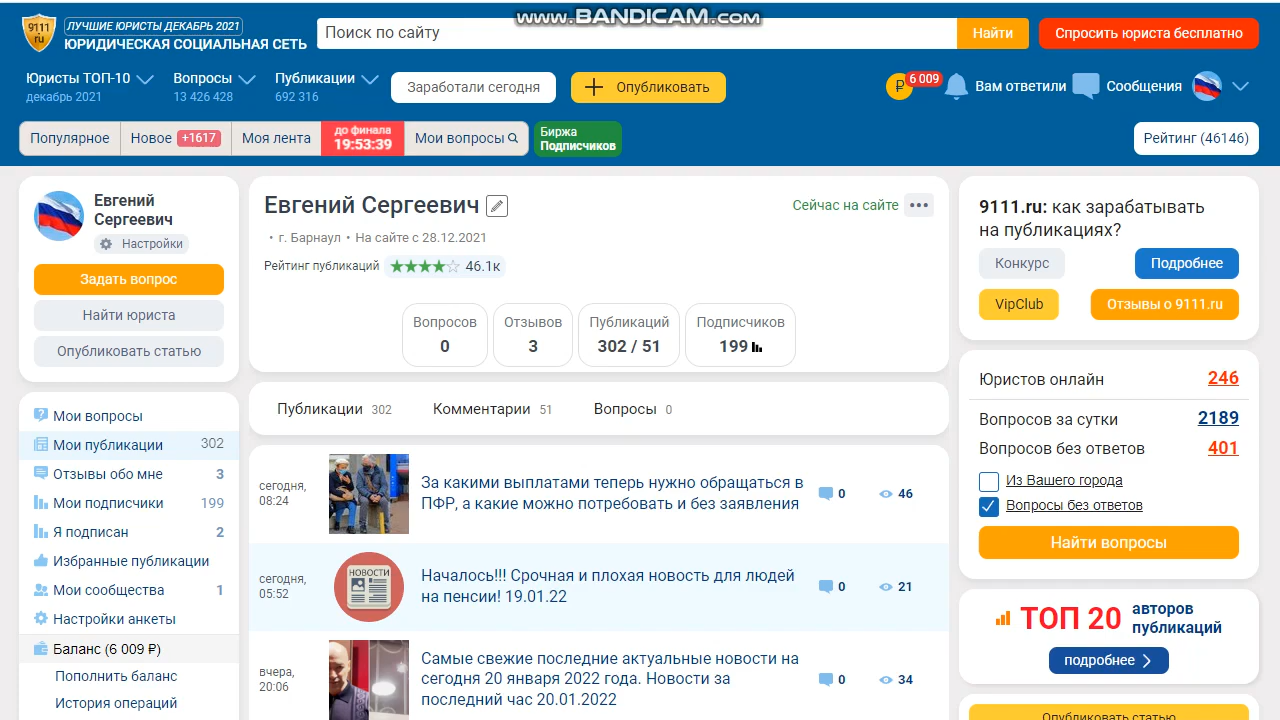 www.BANDICAM.com
9111
ru
ЛУЧШИЕ ЮРИСТЫ ДЕКАБРЬ 2021
ЮРИДИЧЕСКАЯ СОЦИАЛЬНАЯ СЕТЬ
Поиск по сайту
Найти
Спросить юриста бесплатно
Юристы ТОП-10
декабрь 2021
Вопросы
13 426 428
Публикации
692 316
Заработали сегодня
Опубликовать
₽
6 009
Вам ответили
Сообщения
Популярное
Новое +1617
Моя лента
до финала
19:53:39
Мои вопросы
Биржа
Подписчиков
Рейтинг (46146)
Евгений
Сергеевич
Настройки
Задать вопрос
Найти юриста
Опубликовать статью
Мои вопросы
Мои публикации 302
Отзывы обо мне 3
Мои подписчики 199
Я подписан 2
Избранные публикации
Мои сообщества 1
Настройки анкеты
Баланс (6 009 ₽)
Пополнить баланс
История операций
Евгений Сергеевич
Сейчас на сайте
• г. Барнаул • На сайте с 28.12.2021
Рейтинг публикаций 46.1к
Вопросов
0
Отзывов
3
Публикаций
302 / 51
Подписчиков
199
Публикации 302
Комментарии 51
Вопросы 0
сегодня,
08:24
За какими выплатами теперь нужно обращаться в
ПФР, а какие можно потребовать и без заявления
0
46
сегодня,
05:52
НОВОСТИ
Началось!!! Срочная и плохая новость для людей
на пенсии! 19.01.22
0
21
вчера,
20:06
Самые свежие последние актуальные новости на
сегодня 20 января 2022 года. Новости за
последний час 20.01.2022
0
34
9111.ru: как зарабатывать
на публикациях?
Конкурс
Подробнее
VipClub
Отзывы о 9111.ru
Юристов онлайн 246
Вопросов за сутки 2189
Вопросов без ответов 401
Из Вашего города
Вопросы без ответов
Найти вопросы
ТОП 20
авторов
публикаций
подробнее
Опубликовать статью